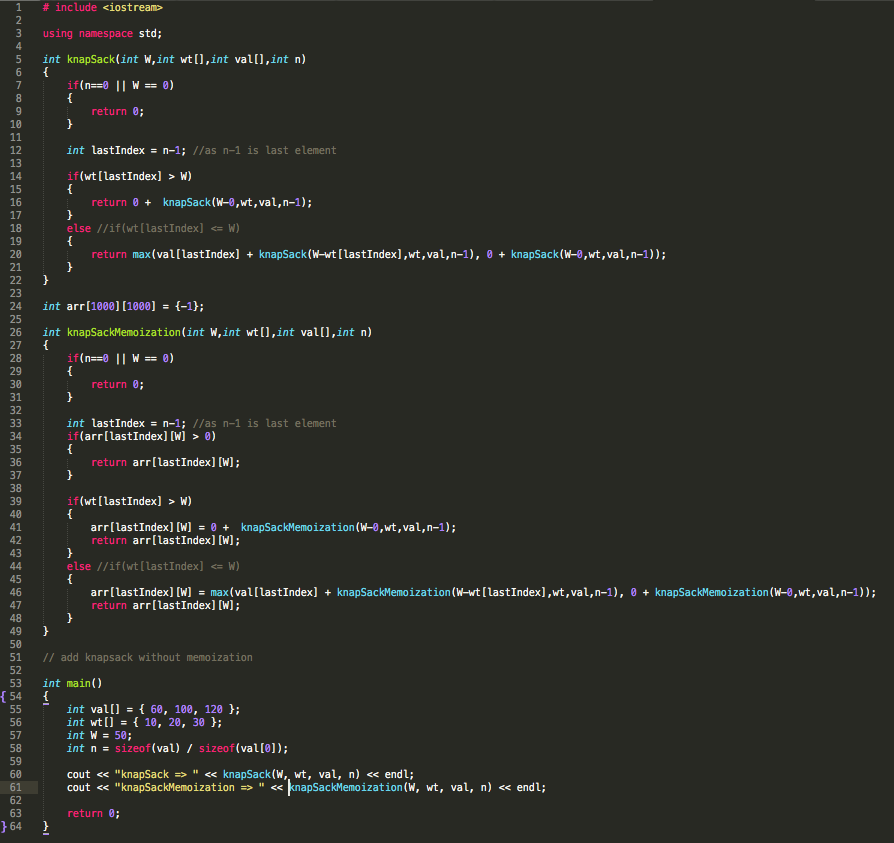 1 # include <iostream>
2
3 using namespace std;
4
5 int knapSack(int W,int wt[],int val[],int n)
6 {
7     if(n==0 || W == 0)
8     {
9         return 0;
10     }
11
12     int lastIndex = n-1; //as n-1 is last element
13
14     if(wt[lastIndex] > W)
15     {
16         return 0 +  knapSack(W-0,wt,val,n-1);
17     }
18     else //if(wt[lastIndex] <= W)
19     {
20         return max(val[lastIndex] + knapSack(W-wt[lastIndex],wt,val,n-1), 0 + knapSack(W-0,wt,val,n-1));
21     }
22 }
23
24 int arr[1000][1000] = {-1};
25
26 int knapSackMemoization(int W,int wt[],int val[],int n)
27 {
28     if(n==0 || W == 0)
29     {
30         return 0;
31     }
32
33     int lastIndex = n-1; //as n-1 is last element
34     if(arr[lastIndex][W] > 0)
35     {
36         return arr[lastIndex][W];
37     }
38
39     if(wt[lastIndex] > W)
40     {
41         arr[lastIndex][W] = 0 +  knapSackMemoization(W-0,wt,val,n-1);
42         return arr[lastIndex][W];
43     }
44     else //if(wt[lastIndex] <= W)
45     {
46         arr[lastIndex][W] = max(val[lastIndex] + knapSackMemoization(W-wt[lastIndex],wt,val,n-1), 0 + knapSackMemoization(W-0,wt,val,n-1));
47         return arr[lastIndex][W];
48     }
49 }
50
51 // add knapsack without memoization
52
53 int main()
{ 54 {
55     int val[] = { 60, 100, 120 };
56     int wt[] = { 10, 20, 30 };
57     int W = 50;
58     int n = sizeof(val) / sizeof(val[0]);
59
60     cout << "knapSack => " << knapSack(W, wt, val, n) << endl;
61     cout << "knapSackMemoization => " << knapSackMemoization(W, wt, val, n) << endl;
62
63     return 0;
} 64 }